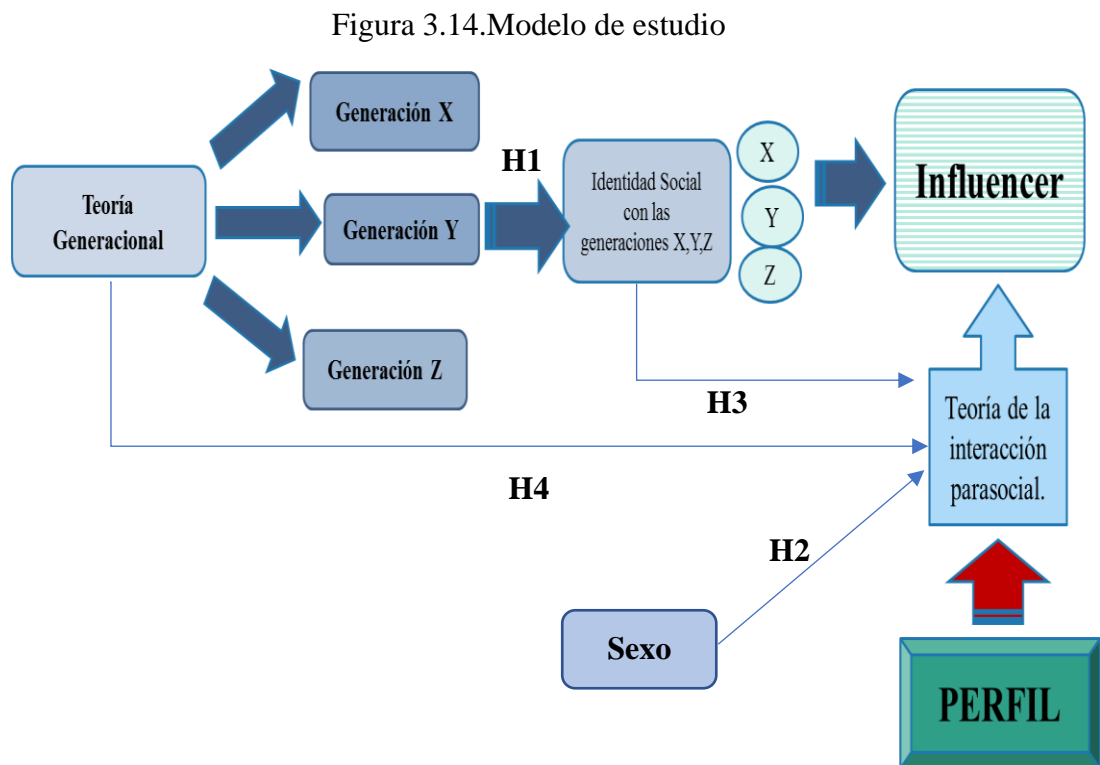 Figura 3.14.Modelo de estudio
Generación X
H1
Teoría
Generacional
Generación Y
Generación Z
Identidad Social
con las
generaciones X,Y,Z
X
Y
Z
Influencer
H3
Teoría de la
interacción
parasocial.
H4
H2
Sexo
PERFIL